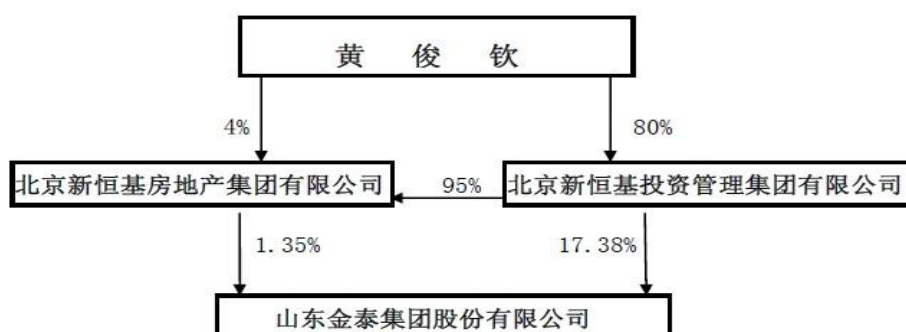 黄 俊 钦
4%
80%
北京新恒基房地产集团有限公司
95%
北京新恒基投资管理集团有限公司
1.35%
17.38%
山东金泰集团股份有限公司